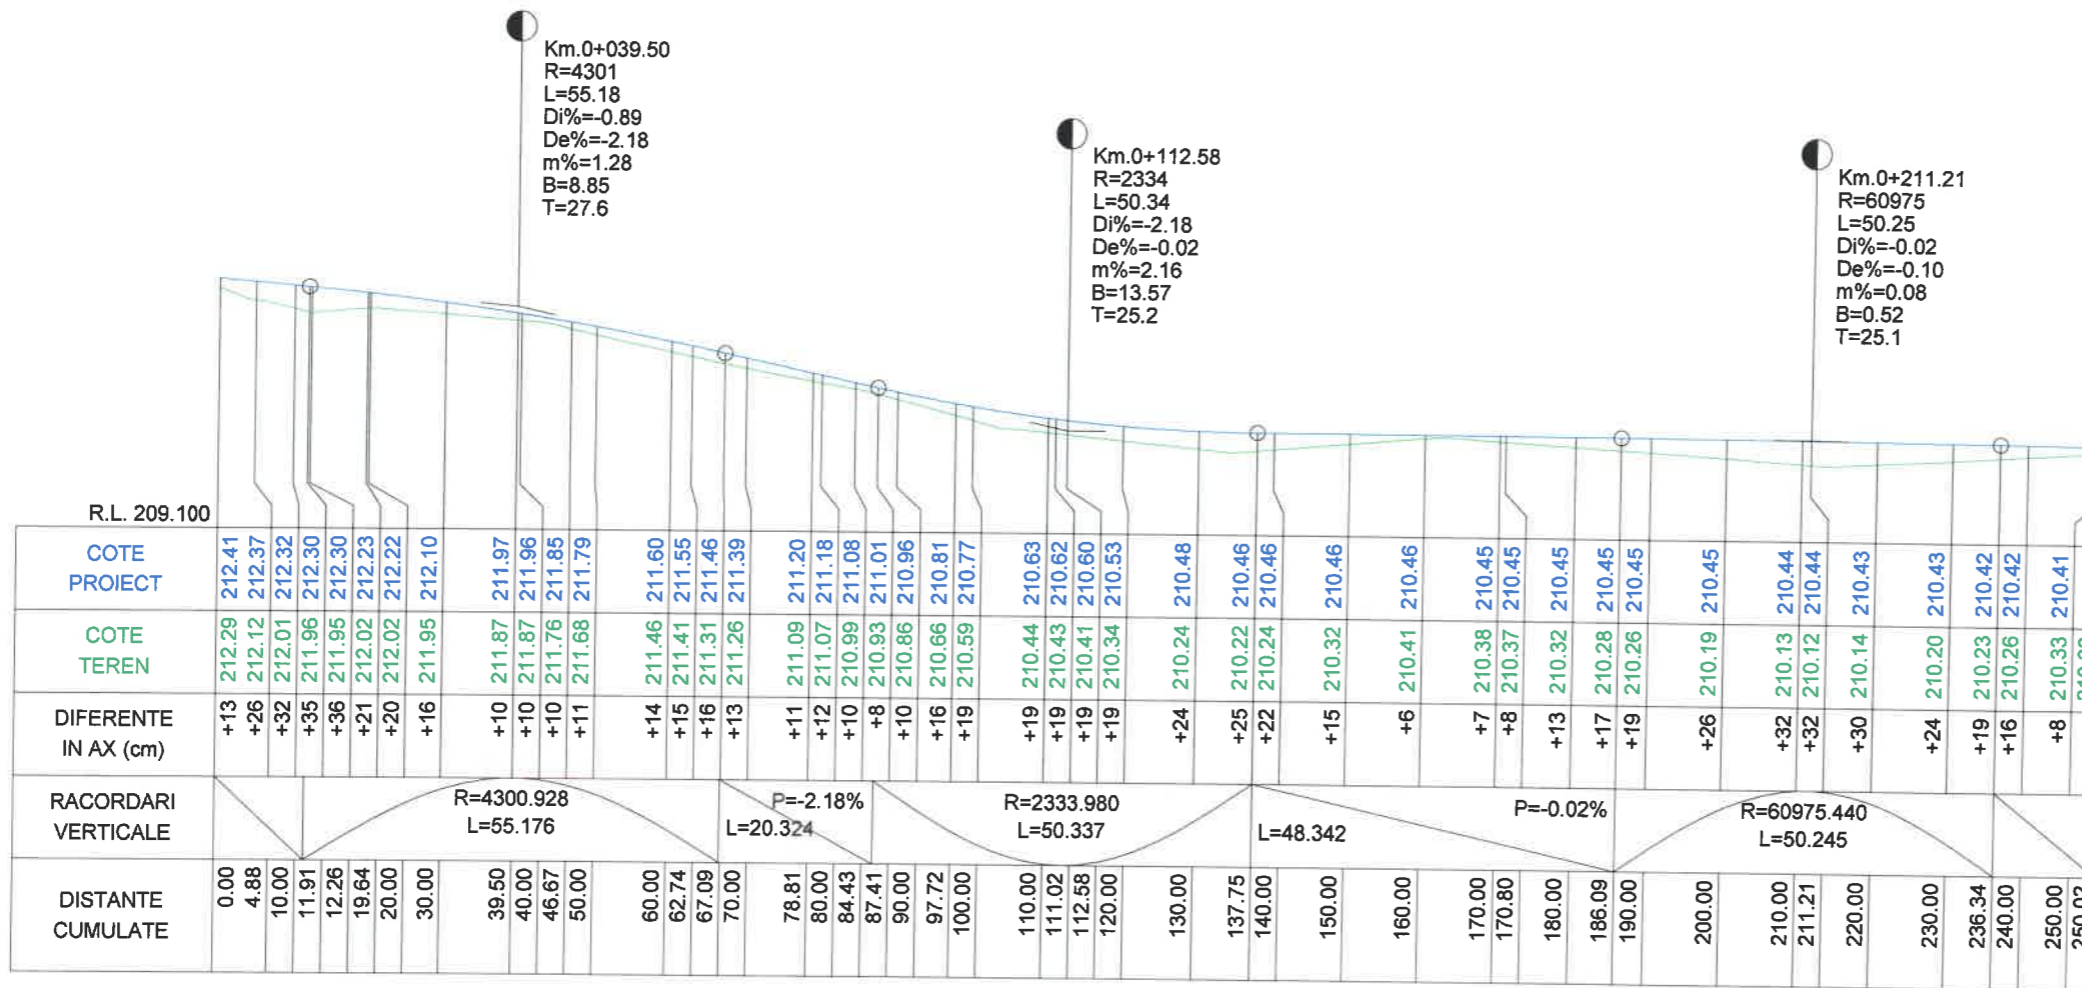 Km.0+039.50
R=4301
L=55.18
Di%=-0.89
De%=-2.18
m%=1.28
B=8.85
T=27.6
Km.0+112.58
R=2334
L=50.34
Di%=-2.18
De%=-0.02
m%=2.16
B=13.57
T=25.2
Km.0+211.21
R=60975
L=50.25
Di%=-0.02
De%=-0.10
m%=0.08
B=0.52
T=25.1
R.L. 209.100
COTE
PROIECT
212.41 212.37 212.32 212.30 212.30 212.23 212.22 212.10 211.97 211.96 211.85 211.79 211.60 211.55 211.46 211.39 211.20 211.18 211.08 211.01 210.96 210.81 210.77 210.63 210.62 210.60 210.53 210.48 210.46 210.46 210.46 210.46 210.45 210.45 210.45 210.45 210.45 210.45 210.44 210.44 210.43 210.43 210.42 210.42 210.41
COTE
TEREN
212.29 212.12 212.01 211.96 211.95 212.02 212.02 211.95 211.87 211.87 211.76 211.68 211.46 211.41 211.31 211.26 211.09 211.07 210.99 210.93 210.86 210.66 210.59 210.44 210.43 210.41 210.34 210.24 210.22 210.24 210.32 210.41 210.38 210.37 210.32 210.28 210.26 210.19 210.13 210.12 210.14 210.20 210.23 210.26 210.33
DIFERENTE
IN AX (cm)
+13 +26 +32 +35 +36 +21 +20 +16 +10 +10 +10 +11 +14 +15 +16 +13 +11 +12 +10 +8 +10 +16 +19 +19 +19 +19 +19 +24 +25 +22 +15 +6 +7 +8 +13 +17 +19 +26 +32 +32 +30 +24 +19 +16 +8
RACORDARI
VERTICALE
R=4300.928
L=55.176
P=-2.18%
L=20.324
R=2333.980
L=50.337
P=-0.02%
L=48.342
R=60975.440
L=50.245
DISTANTE
CUMULATE
0.00 4.88 10.00 11.91 12.26 19.64 20.00 30.00 39.50 40.00 46.67 50.00 60.00 62.74 67.09 70.00 78.81 80.00 84.43 87.41 90.00 97.72 100.00 110.00 111.02 112.58 120.00 130.00 137.75 140.00 150.00 160.00 170.00 170.80 180.00 186.09 190.00 200.00 210.00 211.21 220.00 230.00 236.34 240.00 250.00